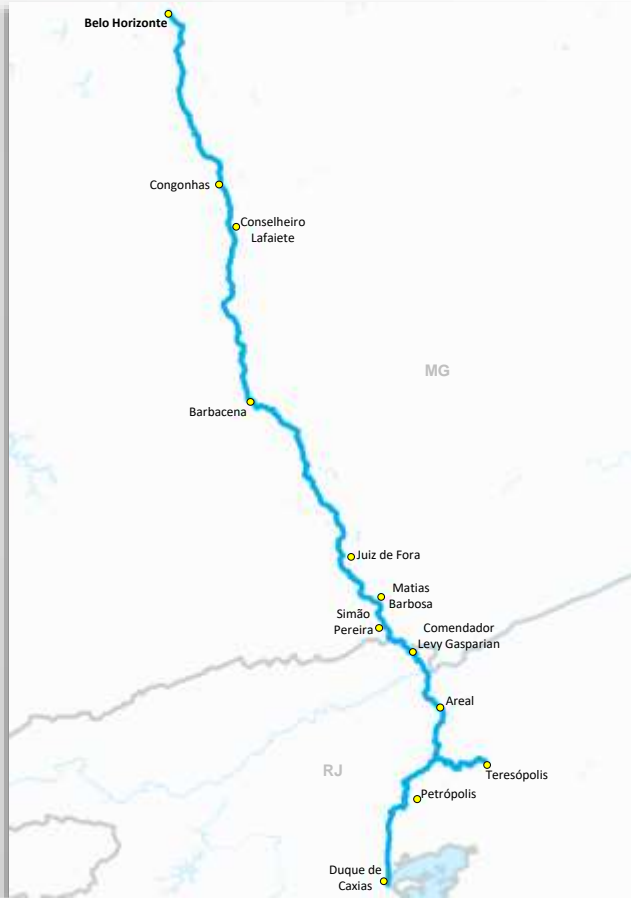 Belo Horizonte
Congonhas
Conselheiro
Lafaiete
MG
Barbacena
Juiz de Fora
Matias
Barbosa
Simão
Pereira
Comendador
Levy Gasparian
Areal
RJ
Teresópolis
Petrópolis
Duque de
Caxias